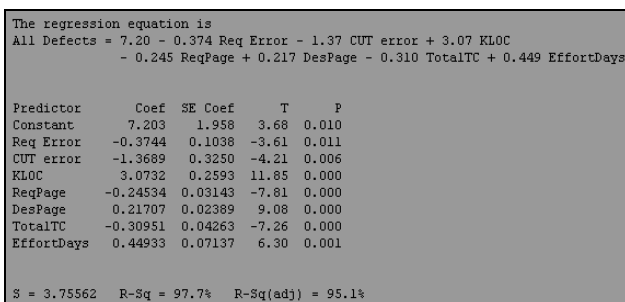 The regression equation is
All Defects = 7.20 - 0.374 Req Error - 1.37 CUT error + 3.07 KLOC
- 0.245 ReqPage + 0.217 DesPage - 0.310 TotalTC + 0.449 EffortDays
Predictor Coef SE Coef T P
Constant 7.203 1.958 3.68 0.010
Req Error -0.3744 0.1038 -3.61 0.011
CUT error -1.3689 0.3250 -4.21 0.006
KLOC 3.0732 0.2593 11.85 0.000
ReqPage -0.24534 0.03143 -7.81 0.000
DesPage 0.21707 0.02389 9.08 0.000
TotalTC -0.30951 0.04263 -7.26 0.000
EffortDays 0.44933 0.07137 6.30 0.001
S = 3.75562 R-Sq = 97.7% R-Sq(adj) = 95.1%